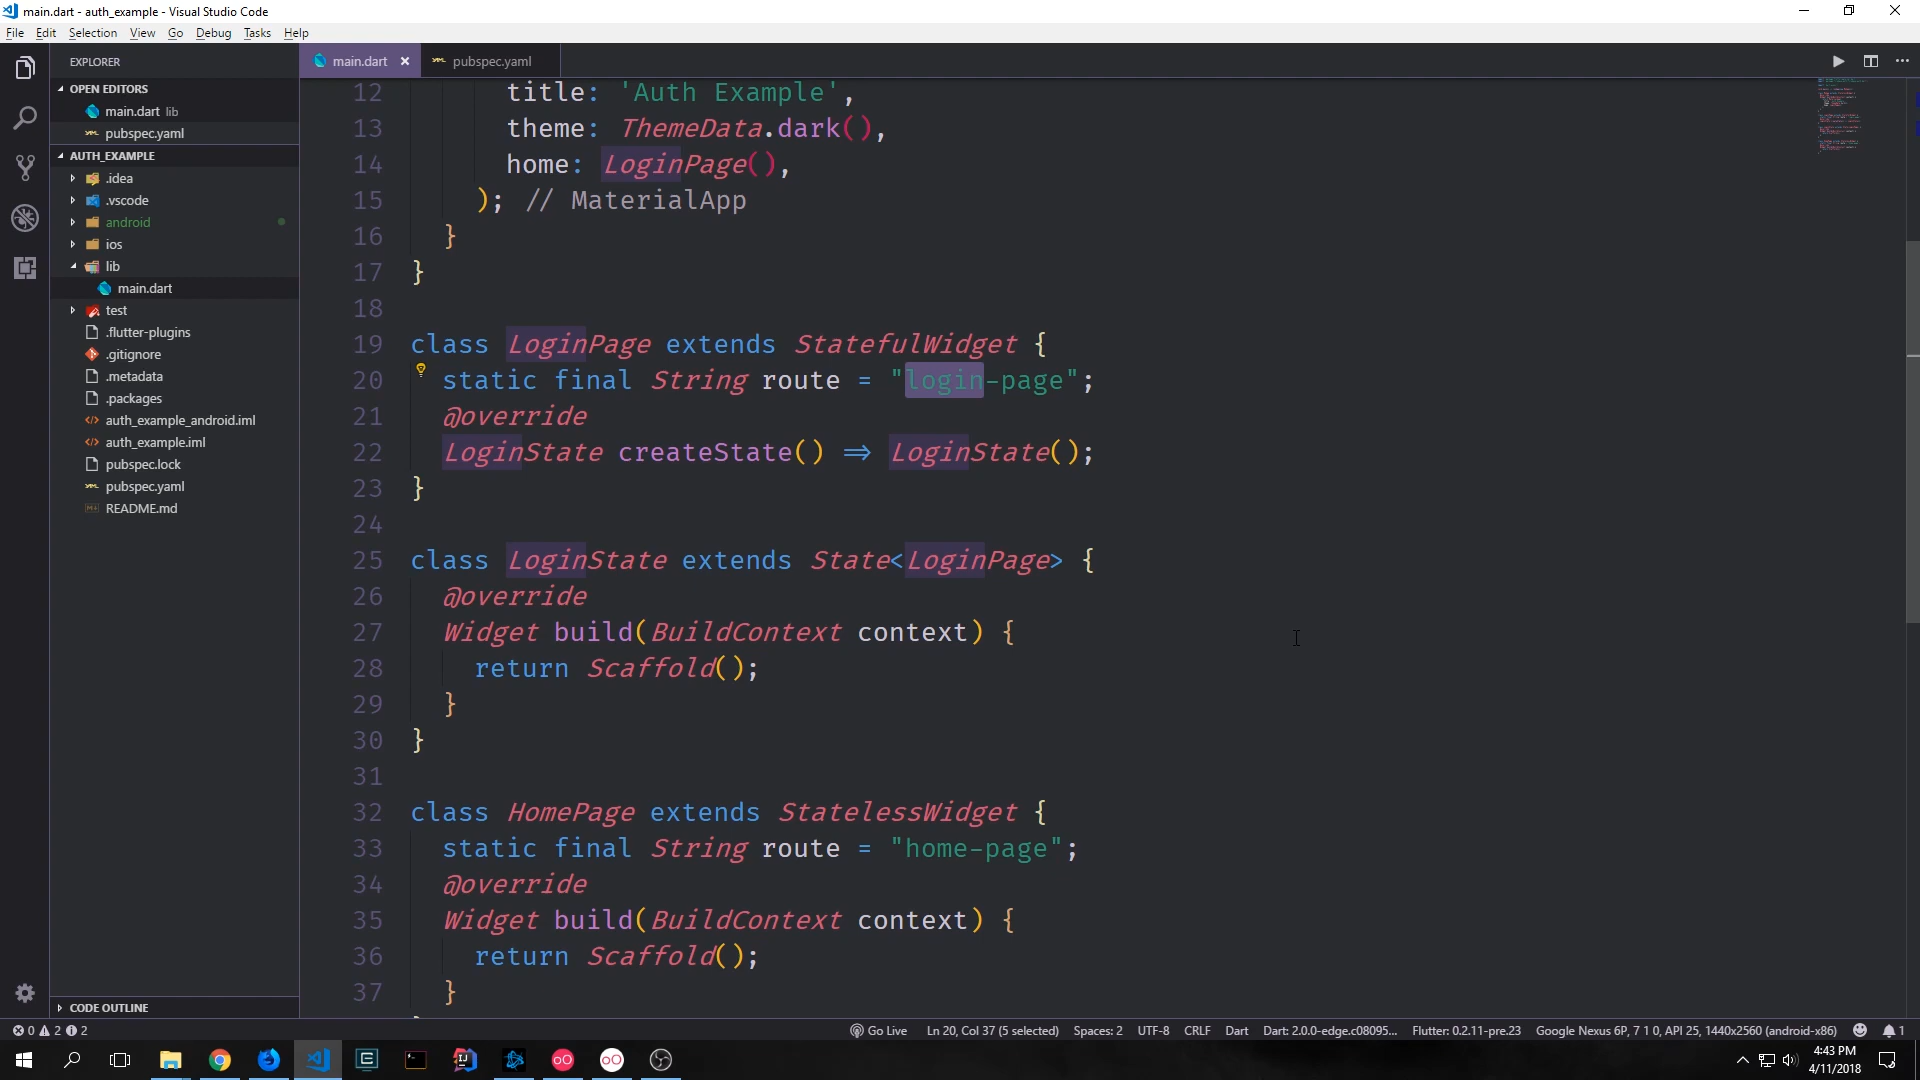 main.dart - auth_example - Visual Studio Code
File Edit Selection View Go Debug Tasks Help
EXPLORER
OPEN EDITORS
main.dart lib
pubspec.yaml
AUTH_EXAMPLE
.idea
.vscode
android
ios
lib
main.dart
test
.flutter-plugins
.gitignore
.metadata
.packages
auth_example_android.iml
auth_example.iml
pubspec.lock
pubspec.yaml
README.md
CODE OUTLINE
main.dart pubspec.yaml
12 title: 'Auth Example',
13 theme: ThemeData.dark(),
14 home: LoginPage(),
15 ); // MaterialApp
16 }
17 }
18
19 class LoginPage extends StatefulWidget {
20 static final String route = "login-page";
21 @override
22 LoginState createState() => LoginState();
23 }
24
25 class LoginState extends State<LoginPage> {
26 @override
27 Widget build(BuildContext context) {
28 return Scaffold();
29 }
30 }
31
32 class HomePage extends StatelessWidget {
33 static final String route = "home-page";
34 @override
35 Widget build(BuildContext context) {
36 return Scaffold();
37 }
0 2 2 Go Live Ln 20, Col 37 (5 selected) Spaces: 2 UTF-8 CRLF Dart Dart: 2.0.0-edge.c08095... Flutter: 0.2.11-pre.23 Google Nexus 6P, 7 1 0, API 25, 1440x2560 (android-x86) 1
4:43 PM
4/11/2018